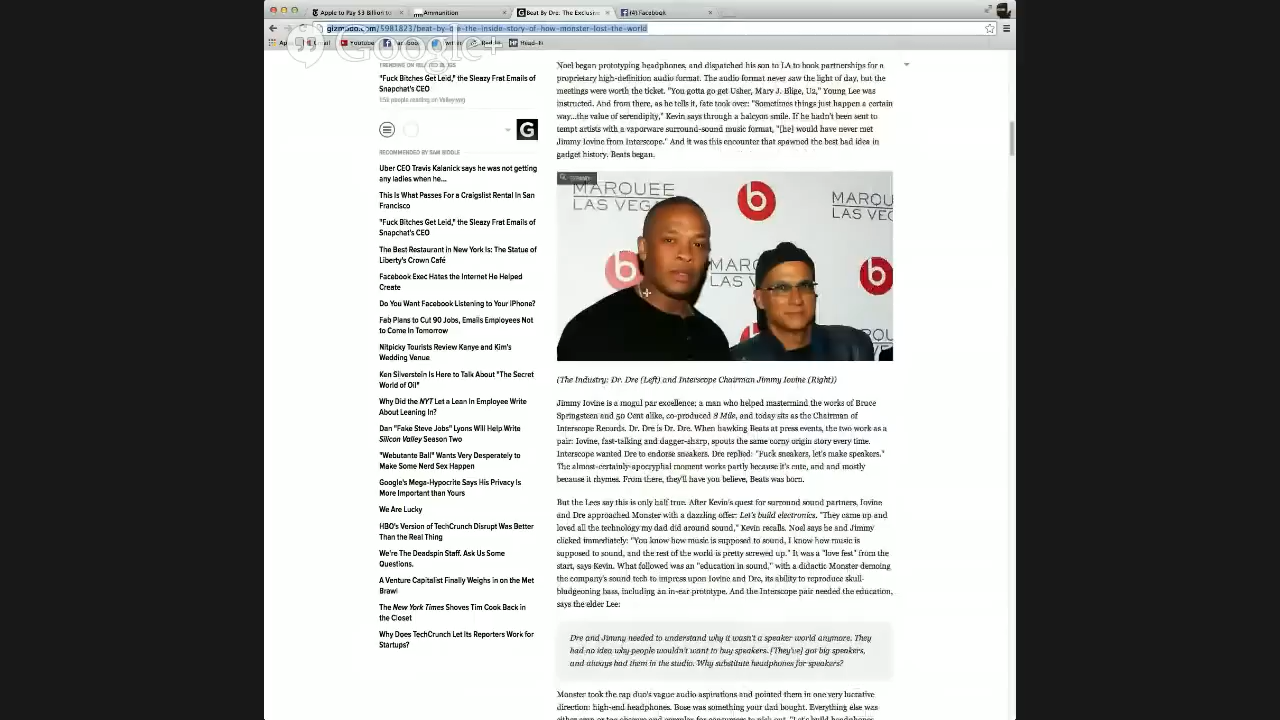 Apple to Pay $3 Billion to
Ammunition
Beat By Dre: The Exclusive
(4) Facebook
gizmodo.com/5981823/beat-by-dre-the-inside-story-of-how-monster-lost-the-world
Gmail
Youtube
Facebook
Head-fi
Google+
TRENDING ON RELATED BLOGS
"Fuck Bitches Get Leid," the Sleazy Frat Emails of
Snapchat's CEO
people reading on Valleywag
G
RECOMMENDED BY SAM BIDDLE
Uber CEO Travis Kalanick says he was not getting
any ladies when he...
This Is What Passes For a Craigslist Rental In San
Francisco
"Fuck Bitches Get Leid," the Sleazy Frat Emails of
Snapchat's CEO
The Best Restaurant in New York Is: The Statue of
Liberty's Crown Café
Facebook Exec Hates the Internet He Helped
Create
Do You Want Facebook Listening to Your iPhone?
Fab Plans to Cut 90 Jobs, Emails Employees Not
to Come In Tomorrow
Nitpicky Tourists Review Kanye and Kim's
Wedding Venue
Ken Silverstein Is Here to Talk About "The Secret
World of Oil"
Why Did the NYT Let a Lean In Employee Write
About Leaning In?
Dan "Fake Steve Jobs" Lyons Will Help Write
Silicon Valley Season Two
"Webutante Ball" Wants Very Desperately to
Make Some Nerd Sex Happen
Google's Mega-Hypocrite Says His Privacy Is
More Important than Yours
We Are Lucky
HBO's Version of TechCrunch Disrupt Was Better
Than the Real Thing
We're The Deadspin Staff. Ask Us Some
Questions.
A Venture Capitalist Finally Weighs in on the Met
Brawl
The New York Times Shoves Tim Cook Back in
the Closet
Why Does TechCrunch Let Its Reporters Work for
Startups?
Noel began prototyping headphones, and dispatched his son to LA to book partnerships for a
proprietary high-definition audio format. The audio format never saw the light of day, but the
meetings were worth the ticket. "You gotta go get Usher, Mary J. Blige, U2," Young Lee was
instructed. And from there, as he tells it, fate took over: "Sometimes things just happen a certain
way...the value of serendipity," Kevin says through a halcyon smile. If he hadn't been sent to
tempt artists with a vaporware surround-sound music format, "[he] would have never met
Jimmy Iovine from Interscope." And it was this encounter that spawned the best bad idea in
gadget history. Beats began.
MARQUEE
LAS VEGAS
b
MARQUEE
LAS VEG
b
MARQ
LAS V
b
(The Industry: Dr. Dre (Left) and Interscope Chairman Jimmy Iovine (Right))
Jimmy Iovine is a mogul par excellence; a man who helped mastermind the works of Bruce
Springsteen and 50 Cent alike, co-produced 8 Mile, and today sits as the Chairman of
Interscope Records. Dr. Dre is Dr. Dre. When hawking Beats at press events, the two work as a
pair: Iovine, fast-talking and dagger-sharp, spouts the same corny origin story every time.
Interscope wanted Dre to endorse sneakers. Dre replied: "Fuck sneakers, let's make speakers."
The almost-certainly-apocryphal moment works partly because it's cute, and and mostly
because it rhymes. From there, they'll have you believe, Beats was born.
But the Lees say this is only half true. After Kevin's quest for surround sound partners, Iovine
and Dre approached Monster with a dazzling offer: Let's build electronics. "They came up and
loved all the technology my dad did around sound," Kevin recalls. Noel says he and Jimmy
clicked immediately: "You know how music is supposed to sound, I know how music is
supposed to sound, and the rest of the world is pretty screwed up." It was a "love fest" from the
start, says Kevin. What followed was an "education in sound," with a didactic Monster demoing
the company's sound tech to impress upon Iovine and Dre, its ability to reproduce skull-
bludgeoning bass, including an in-ear prototype. And the Interscope pair needed the education,
says the elder Lee:
Dre and Jimmy needed to understand why it wasn't a speaker world anymore. They
had no idea why people wouldn't want to buy speakers. [They've] got big speakers,
and always had them in the studio. Why substitute headphones for speakers?
Monster took the rap duo's vague audio aspirations and pointed them in one very lucrative
direction: high-end headphones. Bose was something your dad bought. Everything else was